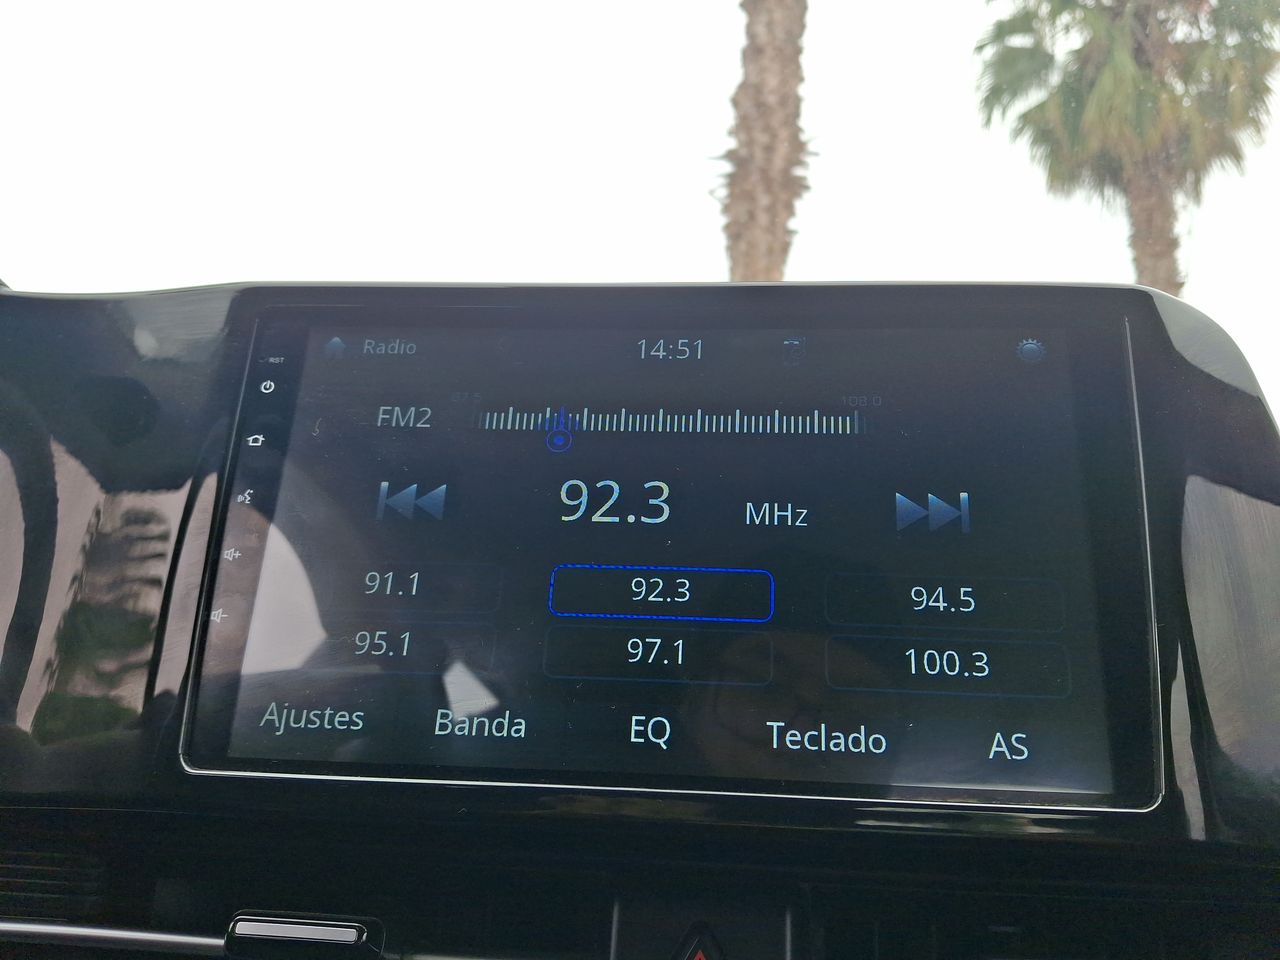 RST
Radio 14:51
87.5 108.0
FM2
92.3 MHz
91.1 92.3 94.5
95.1 97.1 100.3
Ajustes Banda EQ Teclado AS